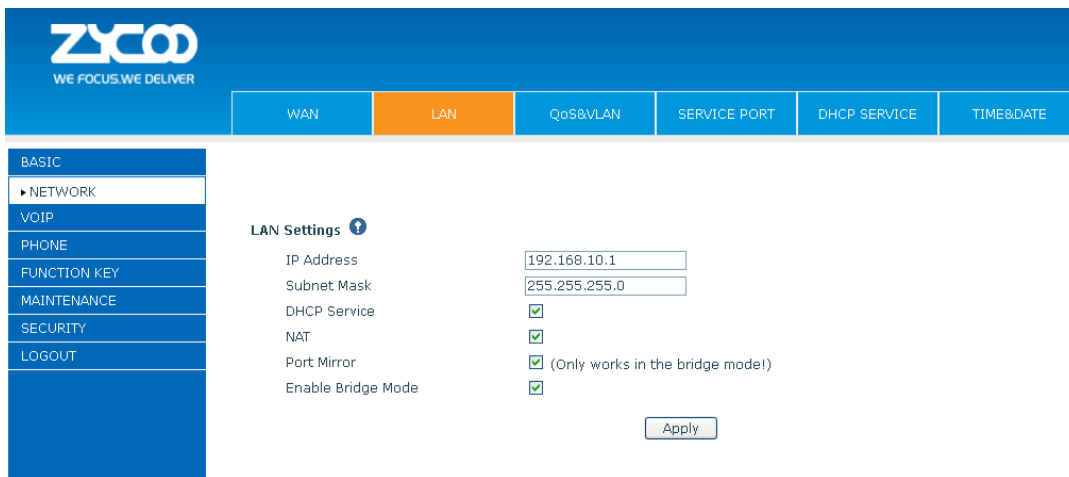 ZYCOO
WE FOCUS,WE DELIVER
WAN LAN QoS&VLAN SERVICE PORT DHCP SERVICE TIME&DATE
BASIC
NETWORK
VOIP
PHONE
FUNCTION KEY
MAINTENANCE
SECURITY
LOGOUT
LAN Settings
IP Address 192.168.10.1
Subnet Mask 255.255.255.0
DHCP Service
NAT
Port Mirror (Only works in the bridge mode!)
Enable Bridge Mode
Apply